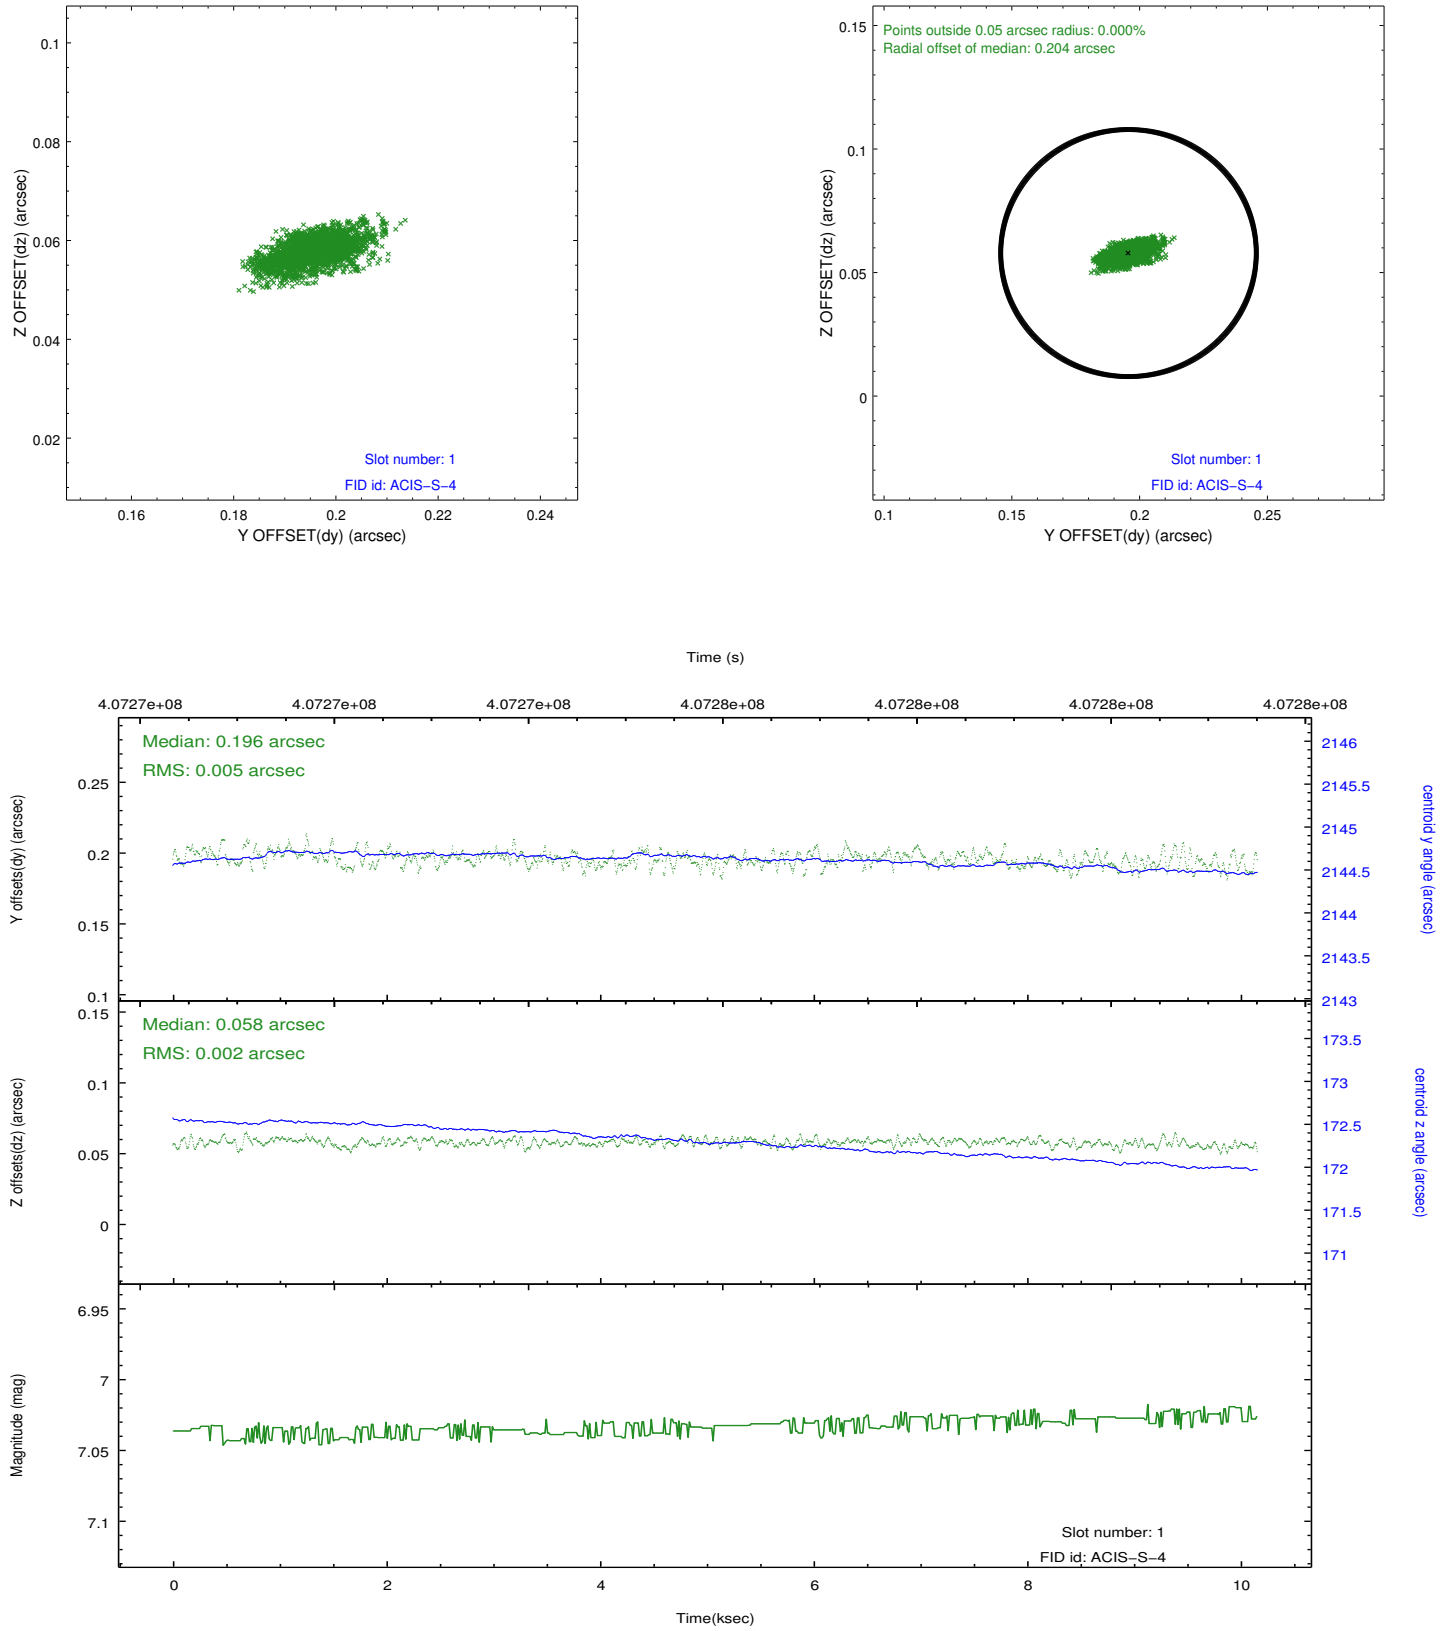 0.1
0.08
0.06
0.04
0.02
Z OFFSET(dz) (arcsec)
Slot number: 1
FID id: ACIS−S−4
0.16 0.18 0.2 0.22 0.24
Y OFFSET(dy) (arcsec)
Points outside 0.05 arcsec radius: 0.000%
Radial offset of median: 0.204 arcsec
0.15
0.1
0.05
0
Z OFFSET(dz) (arcsec)
Slot number: 1
FID id: ACIS−S−4
0.1 0.15 0.2 0.25
Y OFFSET(dy) (arcsec)
Time (s)
4.0727e+08 4.0727e+08 4.0727e+08 4.0728e+08 4.0728e+08 4.0728e+08 4.0728e+08
Median: 0.196 arcsec
RMS: 0.005 arcsec
0.25
0.2
0.15
0.1
Y offsets(dy) (arcsec)
2146
2145.5
2145
2144.5
2144
2143.5
2143
centroid y angle (arcsec)
Median: 0.058 arcsec
RMS: 0.002 arcsec
0.15
0.1
0.05
0
Z offsets(dz) (arcsec)
173.5
173
172.5
172
171.5
171
centroid z angle (arcsec)
6.95
7
7.05
7.1
Magnitude (mag)
Slot number: 1
FID id: ACIS−S−4
0 2 4 6 8 10
Time(ksec)